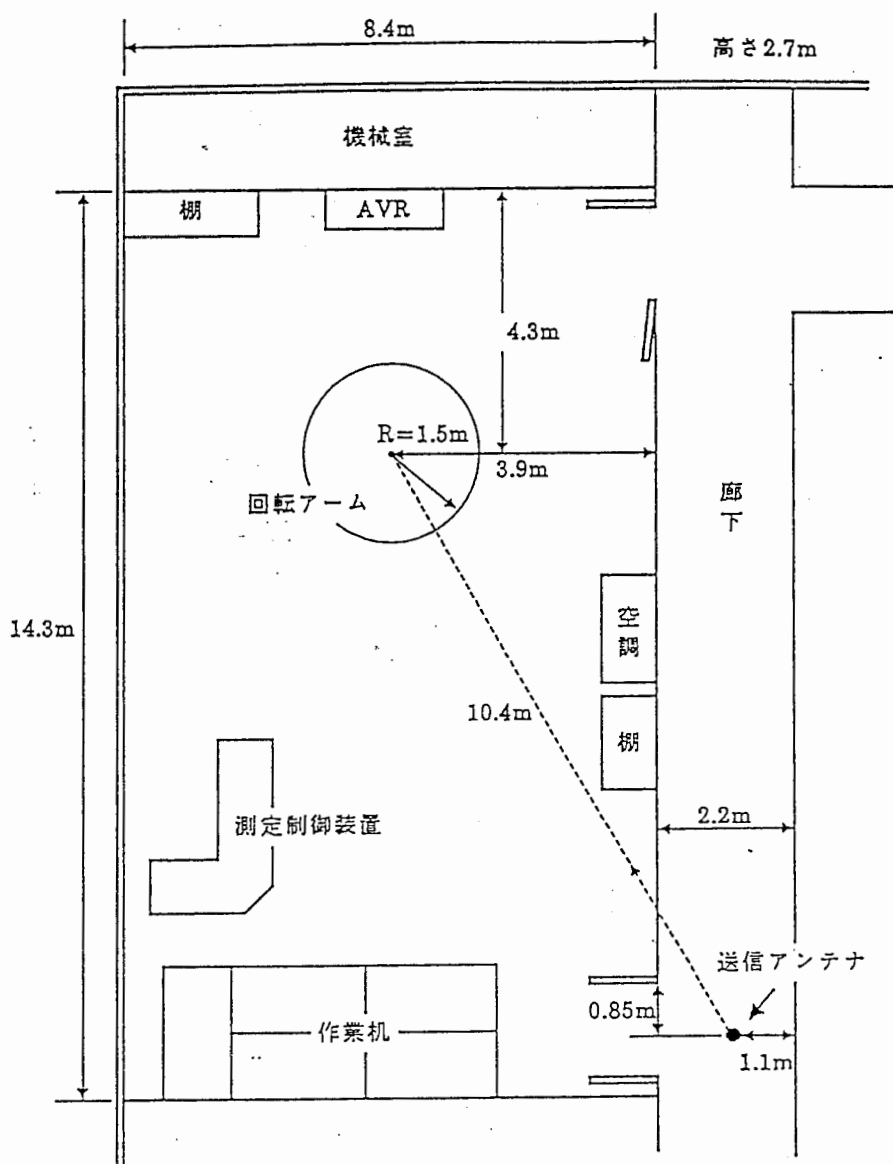 8.4m
高さ2.7m
機械室
棚
AVR
4.3m
R=1.5m
3.9m
回転アーム
廊
下
空
調
14.3m
10.4m
棚
2.2m
測定制御装置
送信アンテナ
0.85m
作業机
1.1m